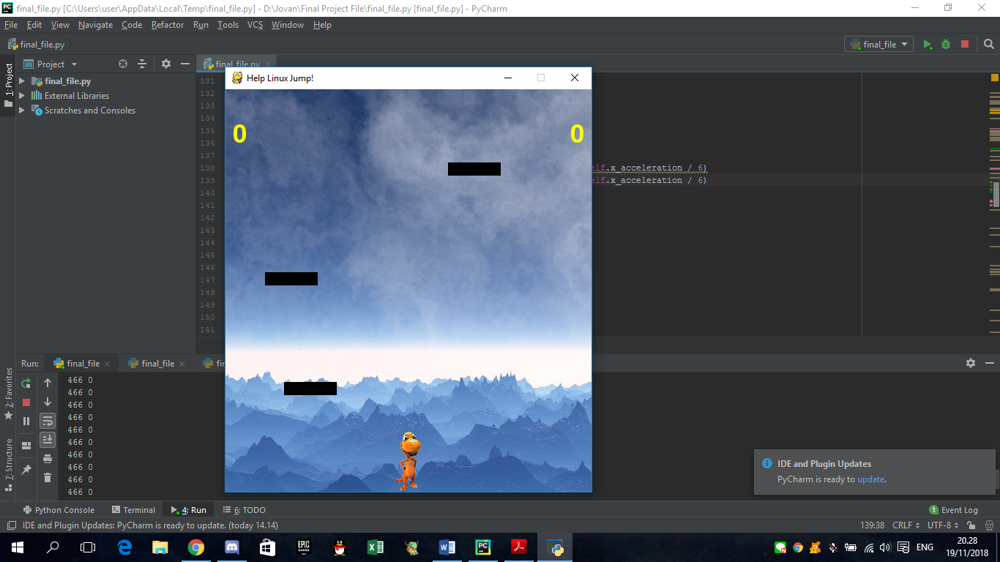 final_file.py [C:\Users\user\AppData\Local\Temp\final_file.py] - D:\Jovan\Final Project File\final_file.py [final_file.py] - PyCharm
File Edit View Navigate Code Refactor Run Tools VCS Window Help
final_file.py
final_file
1: Project
Project
final_file.py
final_file.py
External Libraries
Scratches and Consoles
Help Linux Jump!
0
0
131
132
133
134
135
136
137
138
elf.x_acceleration / 6)
139
elf.x_acceleration / 6)
140
141
142
143
144
145
146
147
148
149
150
151
Run: final_file final_file
466 0
466 0
466 0
466 0
466 0
466 0
466 0
466 0
466 0
466 0
2: Favorites
7: Structure
IDE and Plugin Updates
PyCharm is ready to update.
Python Console Terminal 4: Run 6: TODO
1 Event Log
IDE and Plugin Updates: PyCharm is ready to update. (today 14.14)
139:38 CRLF UTF-8
EPIC GAMES
ENG
20.28
19/11/2018